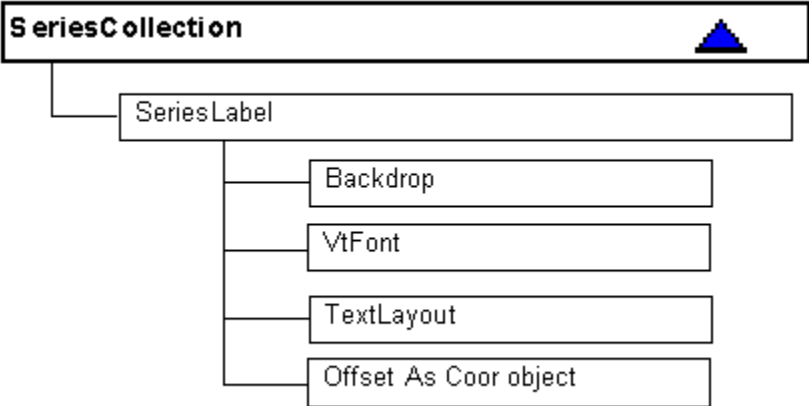 SeriesCollection
SeriesLabel
Backdrop
VtFont
TextLayout
Offset As Coor object